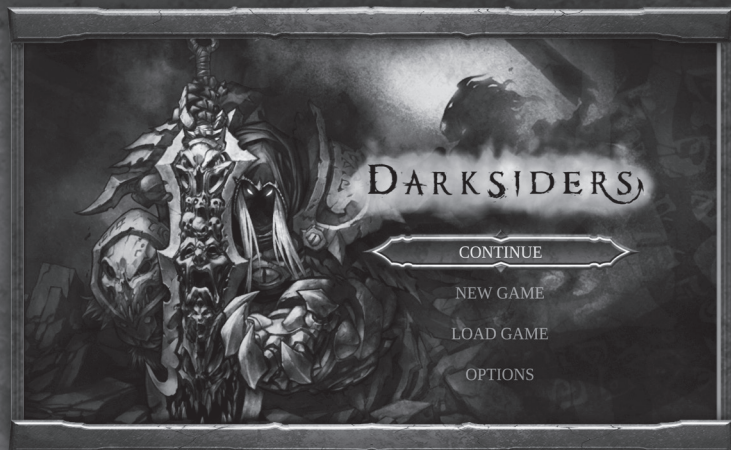 DARKSIDERS
CONTINUE
NEW GAME
LOAD GAME
OPTIONS